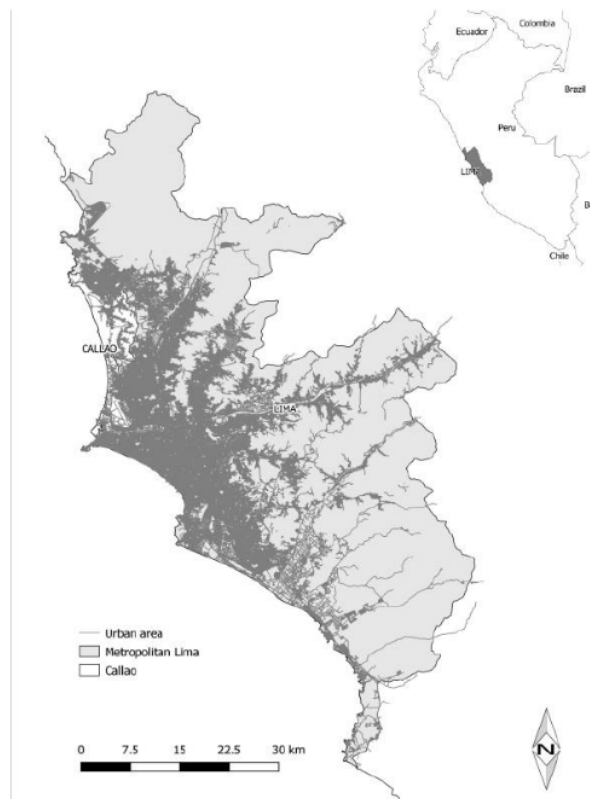 Colombia
Ecuador
Brazil
Peru
LIMA
Chile
CALLAO
LIMA
Urban area
Metropolitan Lima
Callao
0 7.5 15 22.5 30 km
N